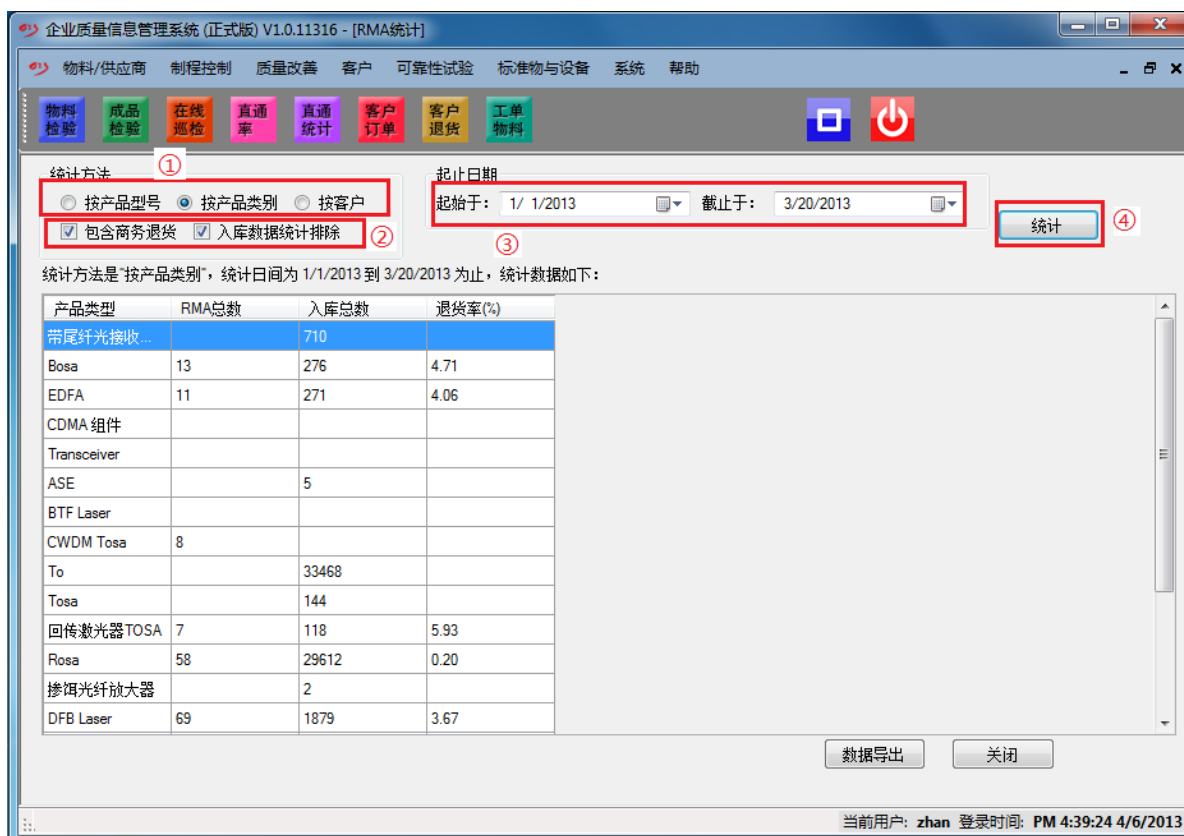 企业质量信息管理系统 (正式版) V1.0.11316 - [RMA统计]
物料/供应商 制程控制 质量改善 客户 可靠性试验 标准物与设备 系统 帮助
物料检验 成品检验 在线巡检 直通率 直通统计 客户订单 客户退货 工单物料
①
统计方法 起止日期
按产品型号 按产品类别 按客户 起始于: 1/ 1/2013 截止于: 3/20/2013 统计 ④
包含商务退货 入库数据统计排除 ② ③
统计方法是"按产品类别"，统计日间为 1/1/2013 到 3/20/2013 为止，统计数据如下：
产品类型 RMA总数 入库总数 退货率(%)
带尾纤光接收... 710
Bosa 13 276 4.71
EDFA 11 271 4.06
CDMA 组件
Transceiver
ASE 5
BTF Laser
CWDM Tosa 8
To 33468
Tosa 144
回传激光器TOSA 7 118 5.93
Rosa 58 29612 0.20
掺饵光纤放大器 2
DFB Laser 69 1879 3.67
数据导出 关闭
当前用户: zhan 登录时间: PM 4:39:24 4/6/2013